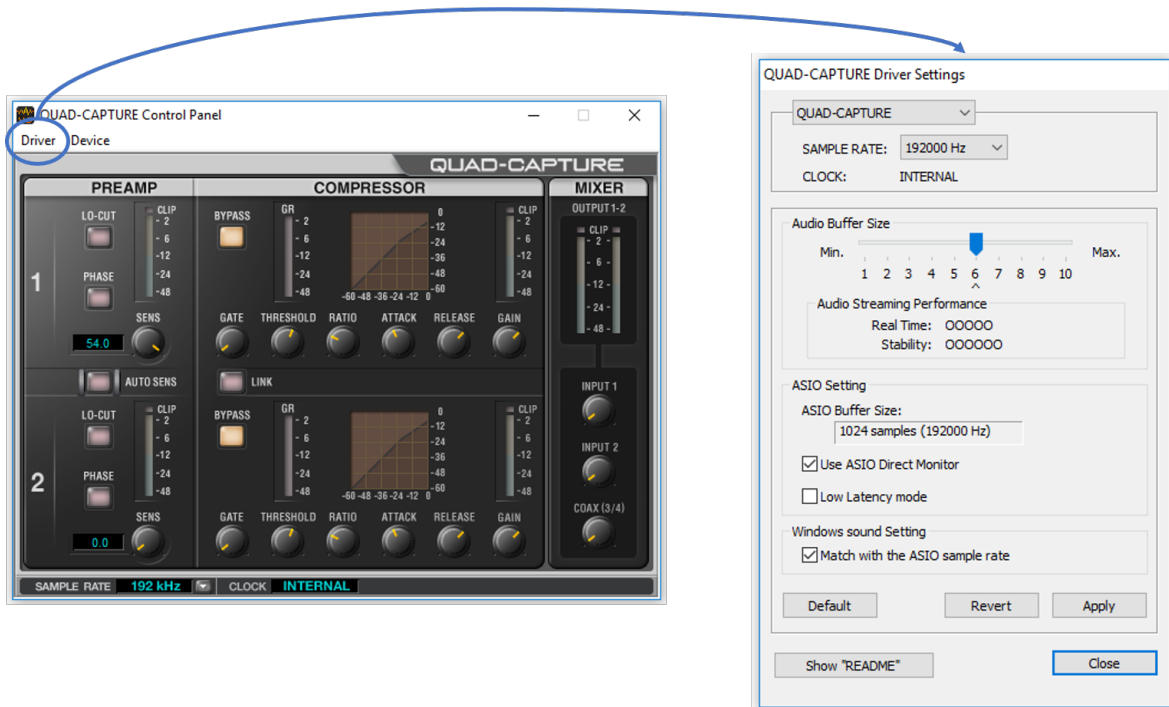 QUAD-CAPTURE Control Panel
Driver Device
QUAD-CAPTURE
PREAMP COMPRESSOR MIXER
LO-CUT CLIP BYPASS GR CLIP OUTPUT 1-2
- 2 - 2 0 - 2 CLIP
- 6 - 6 -12 - 6 - 2 -
-12 -12 -24 -12 - 6 -
PHASE -24 -24 -36 -24 - 12 -
-48 -48 -48 -48 - 24 -
-60 - 48 -
-60 -48 -36 -24 -12 0
1
SENS GATE THRESHOLD RATIO ATTACK RELEASE GAIN
54.0
AUTO SENS LINK INPUT 1
LO-CUT CLIP BYPASS GR CLIP
- 2 - 2 0 - 2
- 6 - 6 -12 - 6
-12 -12 -24 -12 INPUT 2
PHASE -24 -24 -36 -24
-48 -48 -48 -48
-60
-60 -48 -36 -24 -12 0
2
COAX (3/4)
SENS GATE THRESHOLD RATIO ATTACK RELEASE GAIN
0.0
SAMPLE RATE 192 kHz CLOCK INTERNAL
QUAD-CAPTURE Driver Settings
QUAD-CAPTURE
SAMPLE RATE: 192000 Hz
CLOCK: INTERNAL
Audio Buffer Size
Min. Max.
1 2 3 4 5 6 7 8 9 10
^
Audio Streaming Performance
Real Time: OOOOO
Stability: OOOOOO
ASIO Setting
ASIO Buffer Size:
1024 samples (192000 Hz)
Use ASIO Direct Monitor
Low Latency mode
Windows sound Setting
Match with the ASIO sample rate
Default Revert Apply
Show "README" Close